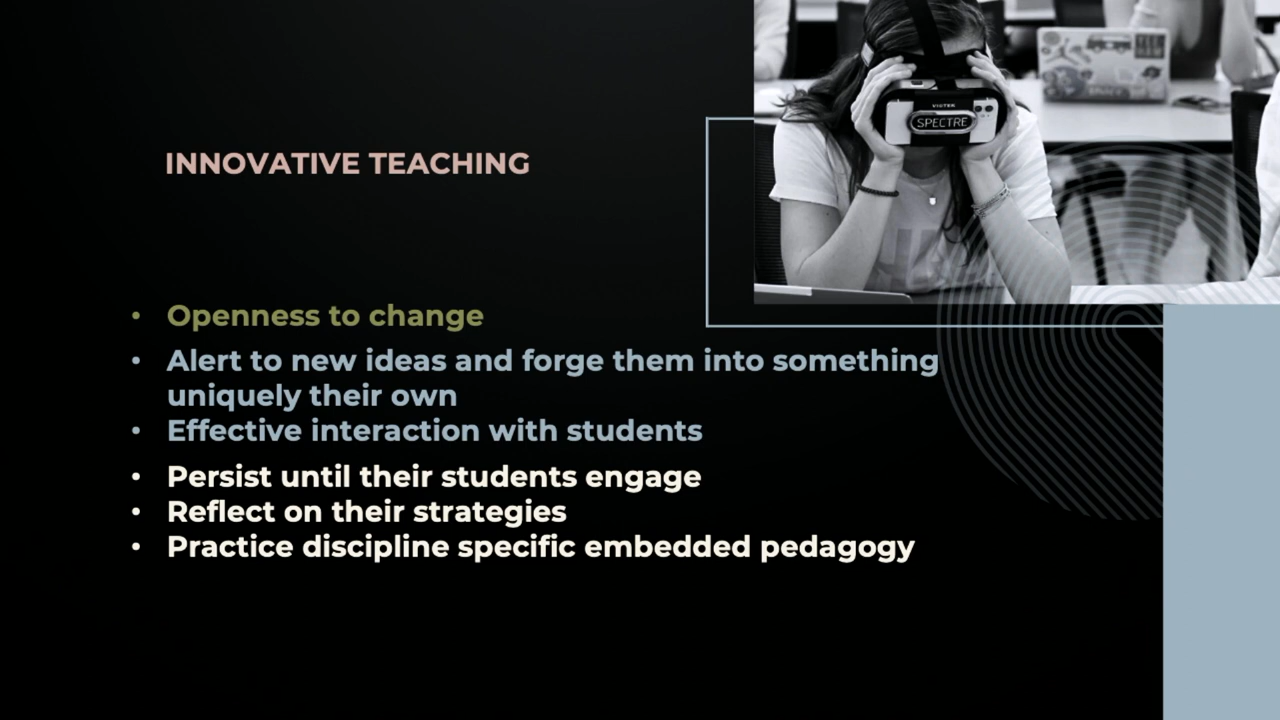 VIOTEK
SPECTRE
INNOVATIVE TEACHING
• Openness to change
• Alert to new ideas and forge them into something
uniquely their own
• Effective interaction with students
• Persist until their students engage
• Reflect on their strategies
• Practice discipline specific embedded pedagogy